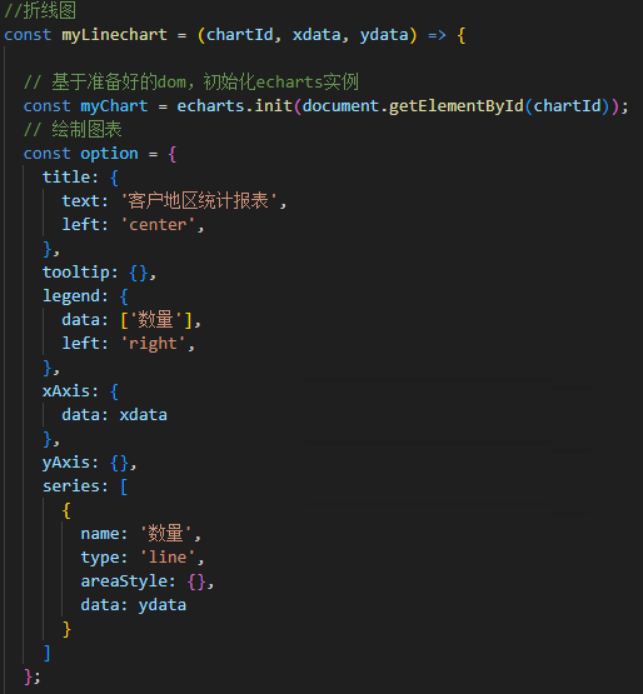 //折线图
const myLinechart = (chartId, xdata, ydata) => {
// 基于准备好的dom，初始化echarts实例
const myChart = echarts.init(document.getElementById(chartId));
// 绘制图表
const option = {
title: {
text: '客户地区统计报表',
left: 'center',
},
tooltip: {},
legend: {
data: ['数量'],
left: 'right',
},
xAxis: {
data: xdata
},
yAxis: {},
series: [
{
name: '数量',
type: 'line',
areaStyle: {},
data: ydata
}
]
};